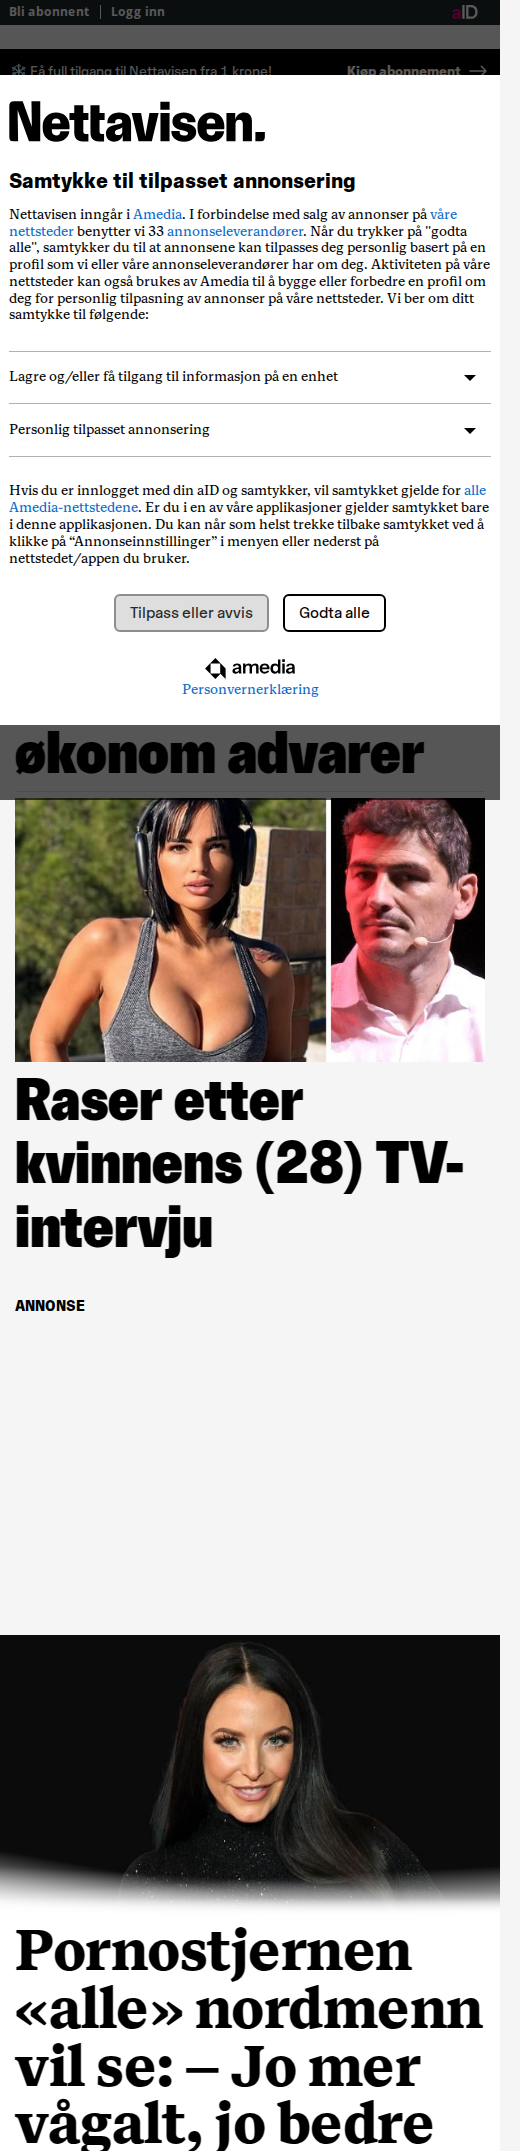 Bli abonnent | Logg inn aID
❄ Få full tilgang til Nettavisen fra 1 krone! Kjøp abonnement →
Nettavisen.
Samtykke til tilpasset annonsering
Nettavisen inngår i Amedia. I forbindelse med salg av annonser på våre
nettsteder benytter vi 33 annonseleverandører. Når du trykker på "godta
alle", samtykker du til at annonsene kan tilpasses deg personlig basert på en
profil som vi eller våre annonseleverandører har om deg. Aktiviteten på våre
nettsteder kan også brukes av Amedia til å bygge eller forbedre en profil om
deg for personlig tilpasning av annonser på våre nettsteder. Vi ber om ditt
samtykke til følgende:
Lagre og/eller få tilgang til informasjon på en enhet
Personlig tilpasset annonsering
Hvis du er innlogget med din aID og samtykker, vil samtykket gjelde for alle
Amedia-nettstedene. Er du i en av våre applikasjoner gjelder samtykket bare
i denne applikasjonen. Du kan når som helst trekke tilbake samtykket ved å
klikke på “Annonseinnstillinger” i menyen eller nederst på
nettstedet/appen du bruker.
Tilpass eller avvis Godta alle
amedia
Personvernerklæring
økonom advarer
Raser etter
kvinnens (28) TV-
intervju
ANNONSE
Pornostjernen
«alle» nordmenn
vil se: – Jo mer
vågalt, jo bedre